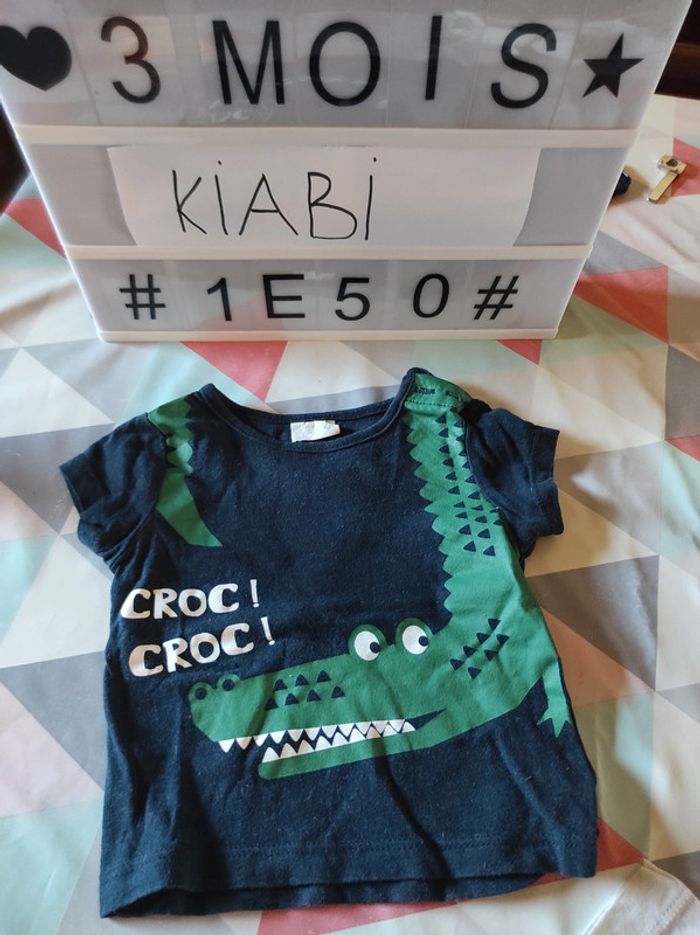 ♥ 3 MOIS ★
KiABi
# 1E50#
CROC !
CROC !